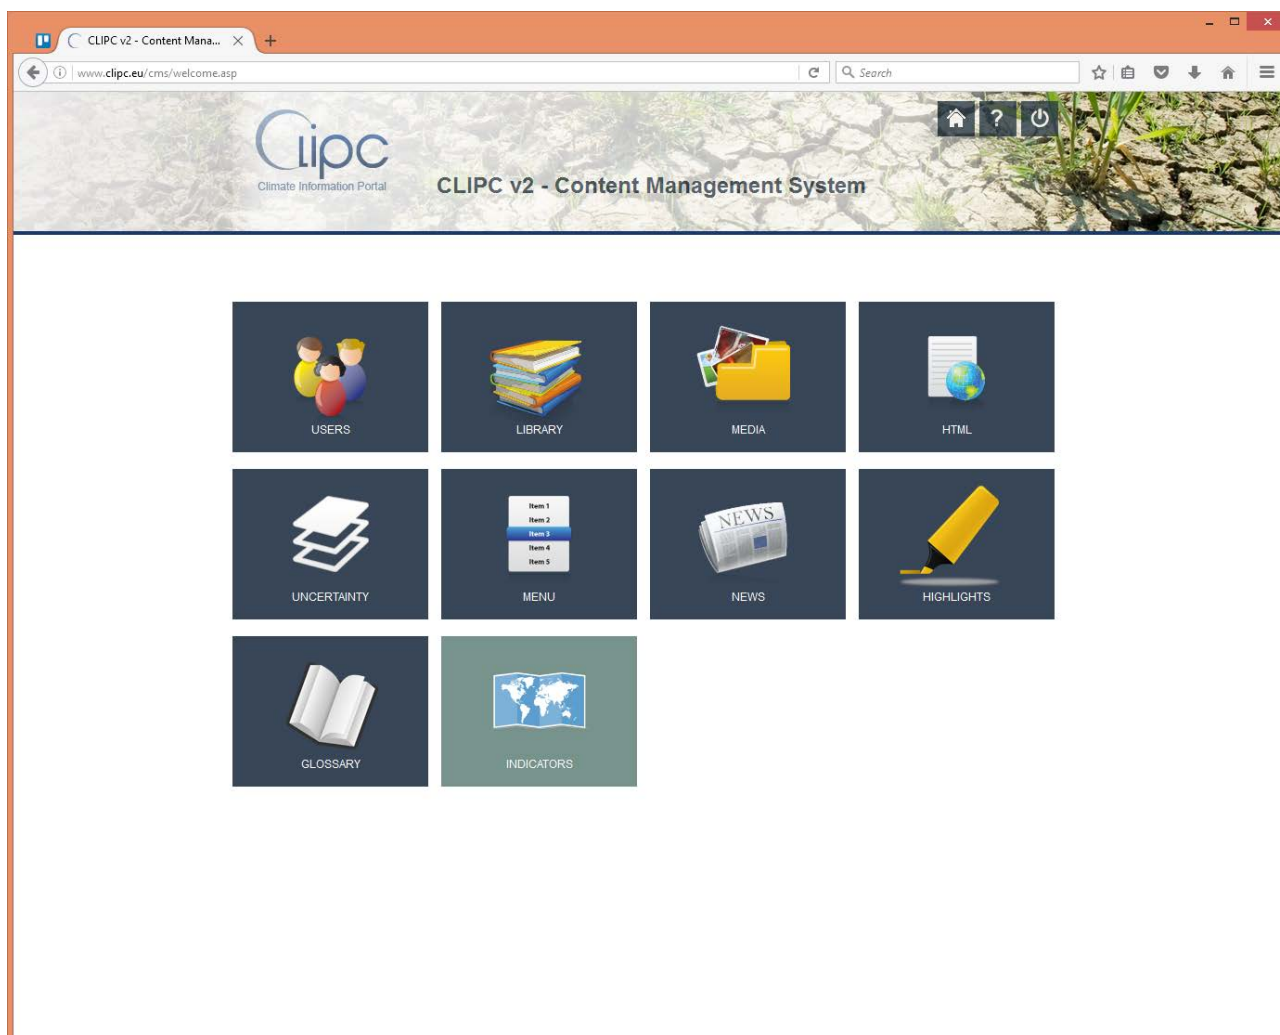 CLIPC v2 - Content Mana...
www.clipc.eu/cms/welcome.asp
Search
Clipc
Climate Information Portal
?
CLIPC v2 - Content Management System
USERS
LIBRARY
MEDIA
HTML
Item 1
Item 2
Item 3
Item 4
Item 5
NEWS
UNCERTAINTY
MENU
NEWS
HIGHLIGHTS
GLOSSARY
INDICATORS